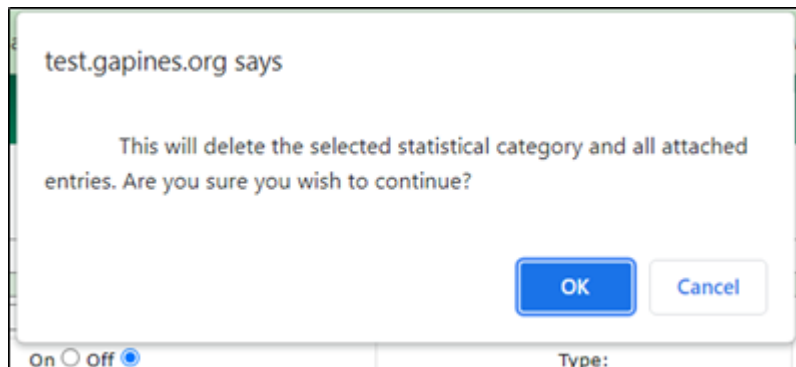 test.gapines.org says
This will delete the selected statistical category and all attached
entries. Are you sure you wish to continue?
OK Cancel
On Off Type: